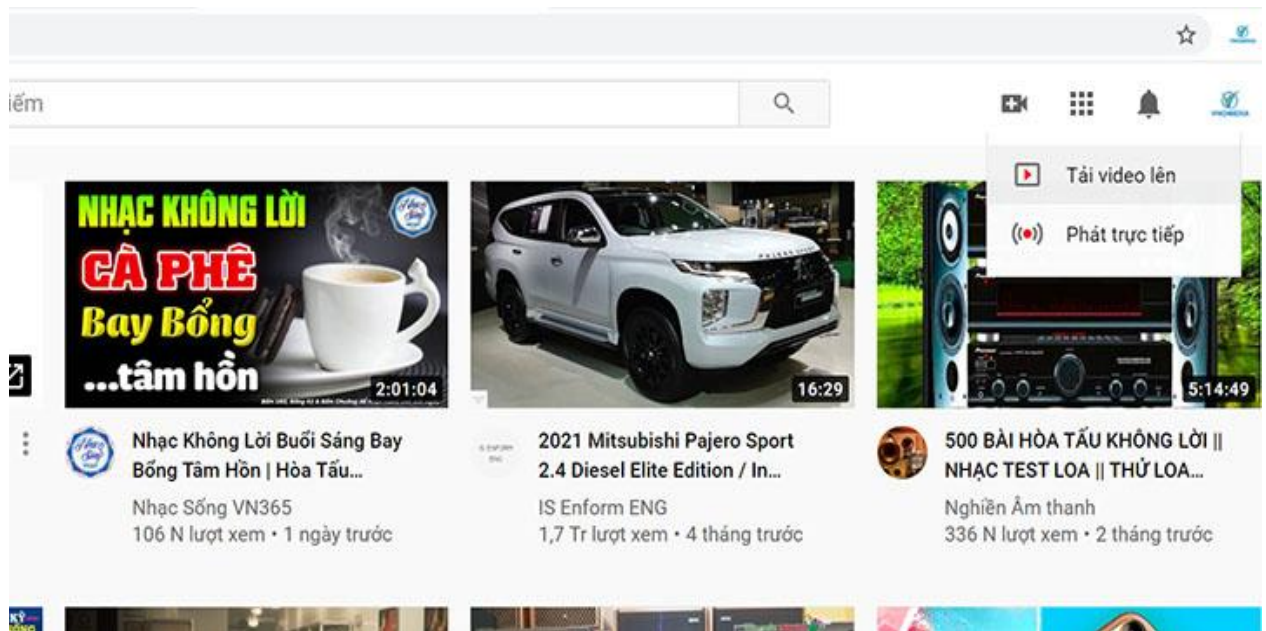 iếm
Tải video lên
Phát trực tiếp
NHẠC KHÔNG LỜI
CÀ PHÊ
Bay Bổng
...tâm hồn
2:01:04
16:29
5:14:49
Nhạc Không Lời Buổi Sáng Bay
Bổng Tâm Hồn | Hòa Tấu...
Nhạc Sống VN365
106 N lượt xem • 1 ngày trước
2021 Mitsubishi Pajero Sport
2.4 Diesel Elite Edition / In...
IS Enform ENG
1,7 Tr lượt xem • 4 tháng trước
500 BÀI HÒA TẤU KHÔNG LỜI ||
NHẠC TEST LOA || THỬ LOA...
Nghiền Âm thanh
336 N lượt xem • 2 tháng trước